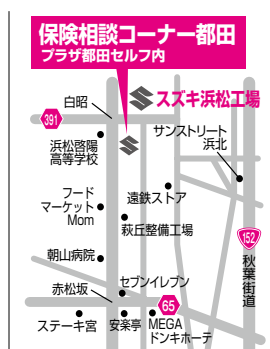 保険相談コーナー都田
プラザ都田セルフ内
白昭
スズキ浜松工場
391
サンストリート
浜北
浜松啓陽
高等学校
フード
マーケット
Mom
遠鉄ストア
萩丘整備工場
152
秋葉街道
朝山病院
セブンイレブン
赤松坂
65
ステーキ宮
安楽亭
MEGA
ドンキホーテ